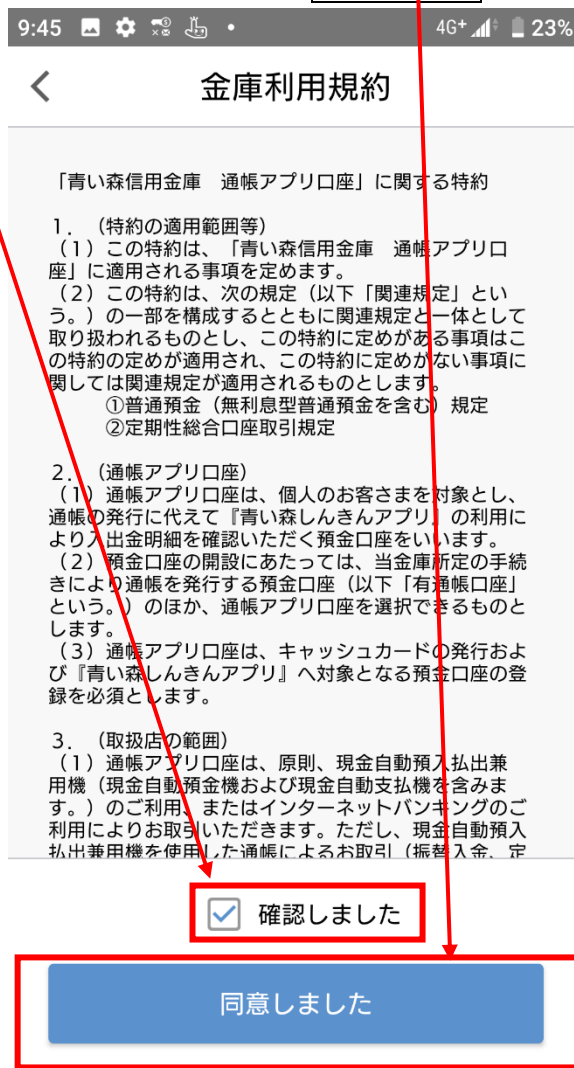 9:45 4G+ 23%
金庫利用規約
「青い森信用金庫　通帳アプリ口座」に関する特約
1．（特約の適用範囲等）
（1）この特約は、「青い森信用金庫　通帳アプリ口
座」に適用される事項を定めます。
（2）この特約は、次の規定（以下「関連規定」とい
う。）の一部を構成するとともに関連規定と一体として
取り扱われるものとし、この特約に定めがある事項はこ
の特約の定めが適用され、この特約に定めがない事項に
関しては関連規定が適用されるものとします。
①普通預金（無利息型普通預金を含む）規定
②定期性総合口座取引規定
2．（通帳アプリ口座）
（1）通帳アプリ口座は、個人のお客さまを対象とし、
通帳の発行に代えて『青い森しんきんアプリ』の利用に
より入出金明細を確認いただく預金口座をいいます。
（2）預金口座の開設にあたっては、当金庫所定の手続
きにより通帳を発行する預金口座（以下「有通帳口座」
という。）のほか、通帳アプリ口座を選択できるものと
します。
（3）通帳アプリ口座は、キャッシュカードの発行およ
び『青い森しんきんアプリ』へ対象となる預金口座の登
録を必須とします。
3．（取扱店の範囲）
（1）通帳アプリ口座は、原則、現金自動預入払出兼
用機（現金自動預金機および現金自動支払機を含みま
す。）のご利用、またはインターネットバンキングのご
利用によりお取引いただきます。ただし、現金自動預入
払出兼用機を使用した通帳によるお取引（振替入金、定
確認しました
同意しました